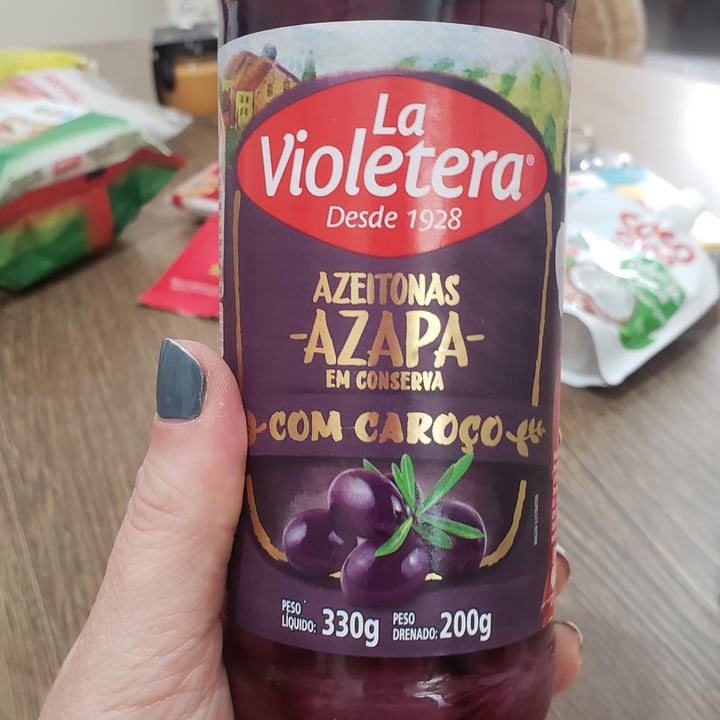 La
Violetera®
Desde 1928
AZEITONAS
-AZAPA-
EM CONSERVA
COM CAROÇO
PESO LÍQUIDO: 330g PESO DRENADO: 200g